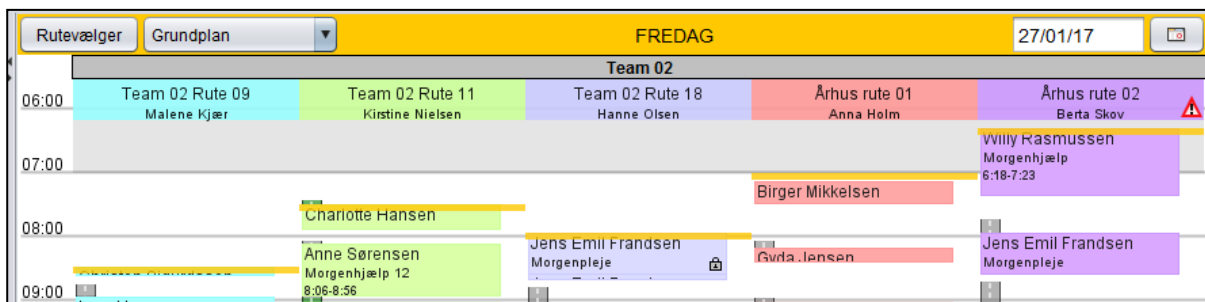 Rutevælger
Grundplan
FREDAG
27/01/17
Team 02
Team 02 Rute 09
Malene Kjær
Team 02 Rute 11
Kirstine Nielsen
Team 02 Rute 18
Hanne Olsen
Århus rute 01
Anna Holm
Århus rute 02
Berta Skov
06:00
Willy Rasmussen
Morgenhjælp
6:18-7:23
07:00
Birger Mikkelsen
Charlotte Hansen
08:00
Anne Sørensen
Morgenhjælp 12
8:06-8:56
Jens Emil Frandsen
Morgenpleje
Gyda Jensen
Jens Emil Frandsen
Morgenpleje
09:00